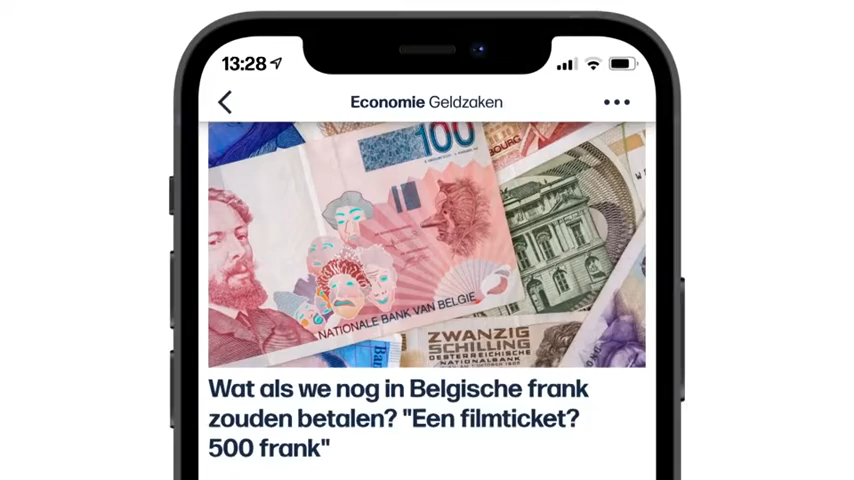 13:28
Economie Geldzaken
100
BOURG
NATIONALE BANK VAN BELGIE
ZWANZIG
SCHILLING
OESTERREICHISCHE
NATIONALBANK
Wat als we nog in Belgische frank
zouden betalen? "Een filmticket?
500 frank"